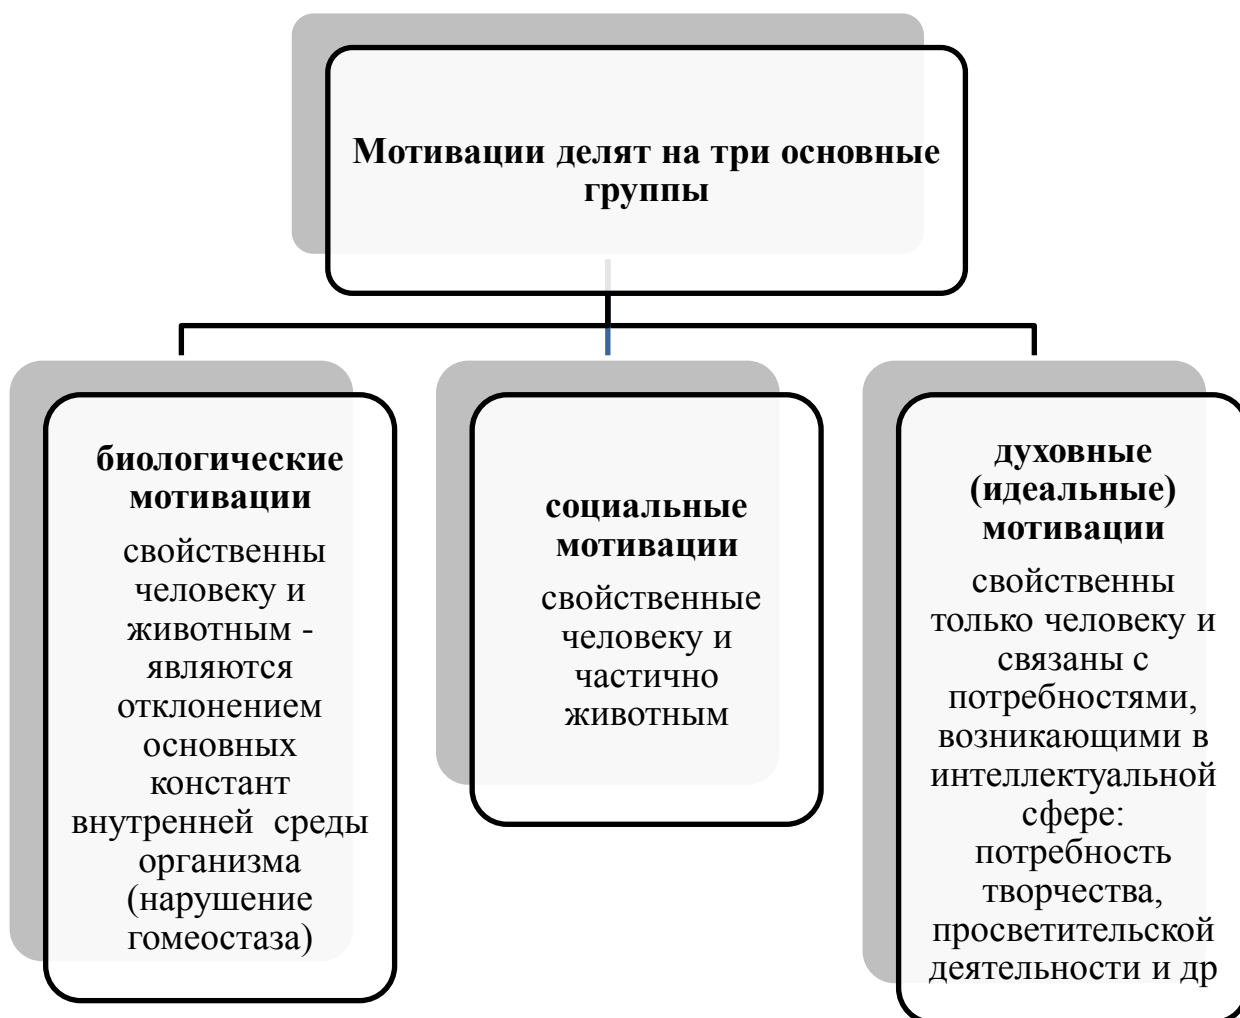 Мотивации делят на три основные
группы
биологические
мотивации
свойственны
человеку и
животным -
являются
отклонением
основных
констант
внутренней среды
организма
(нарушение
гомеостаза)
социальные
мотивации
свойственные
человеку и
частично
животным
духовные
(идеальные)
мотивации
свойственны
только человеку и
связаны с
потребностями,
возникающими в
интеллектуальной
сфере:
потребность
творчества,
просветительской
деятельности и др